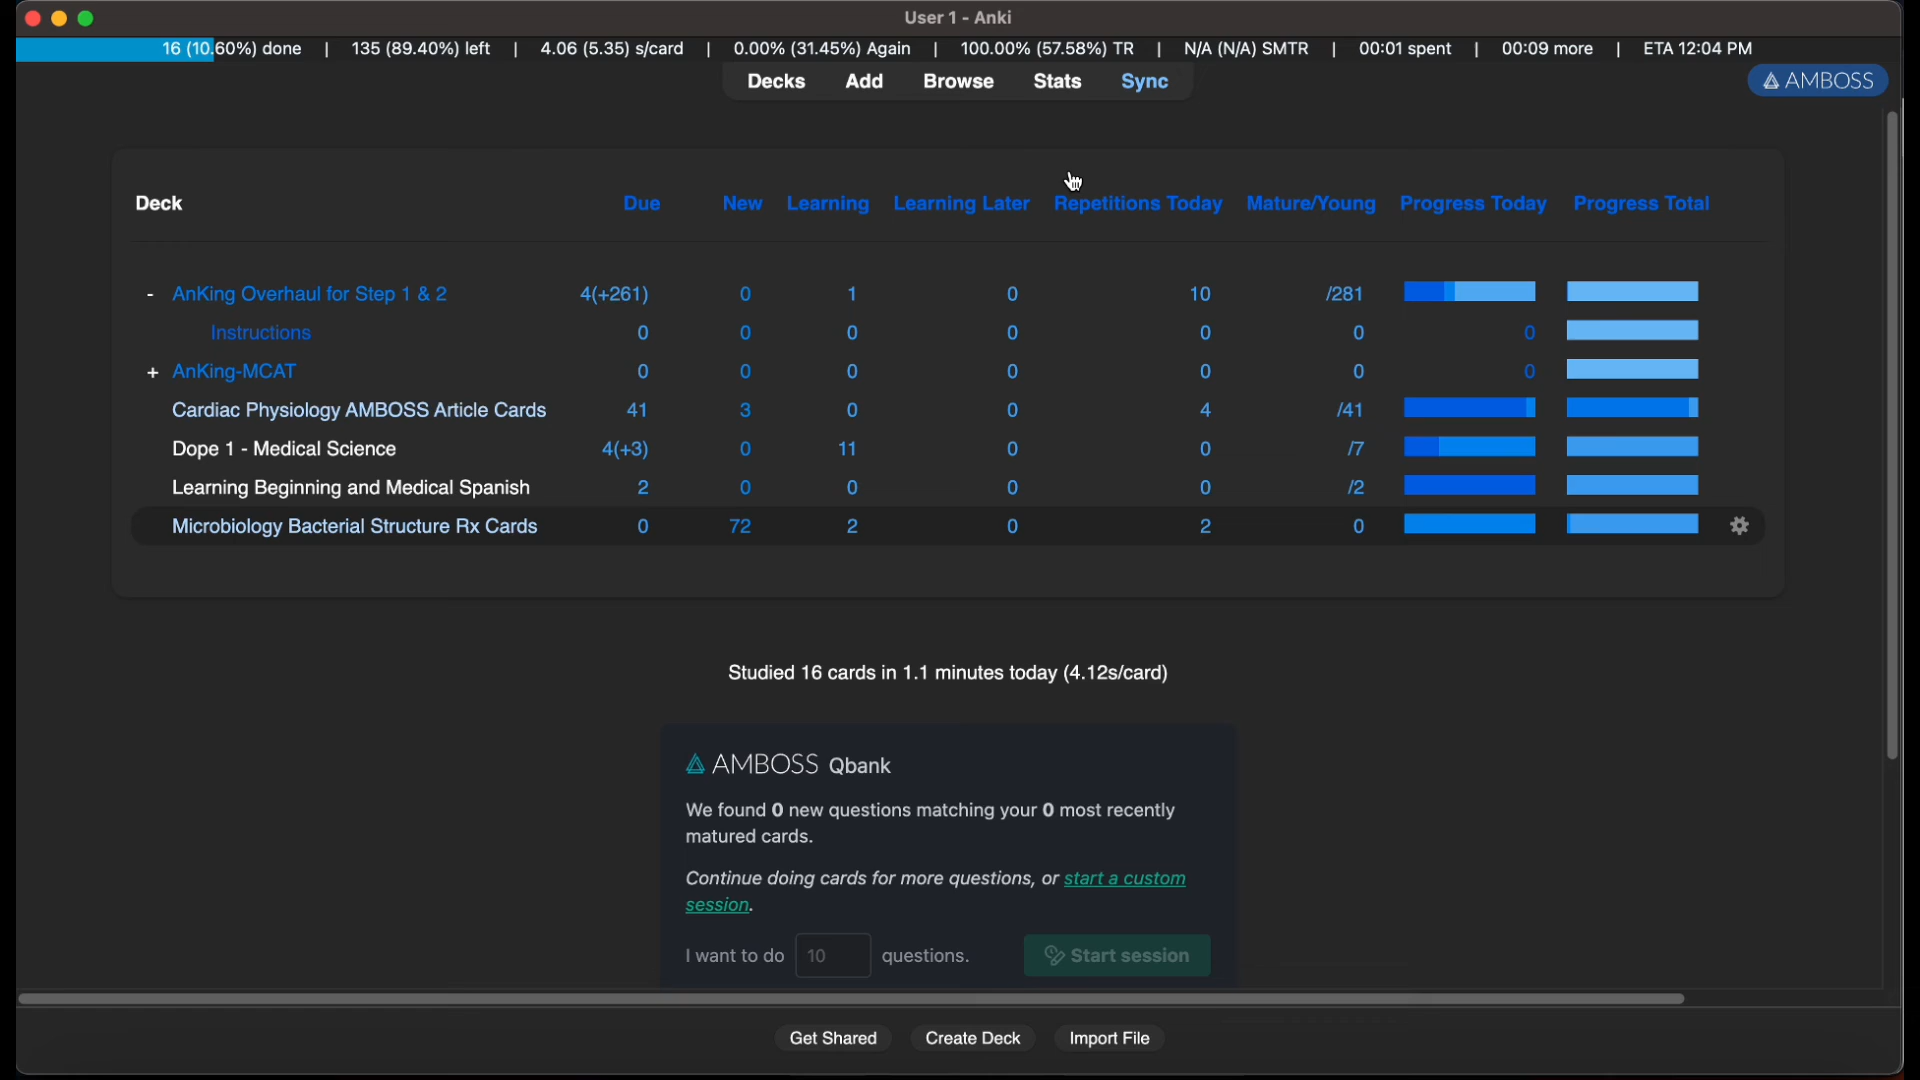 User 1 - Anki
16 (10.60%) done | 135 (89.40%) left | 4.06 (5.35) s/card | 0.00% (31.45%) Again | 100.00% (57.58%) TR | N/A (N/A) SMTR | 00:01 spent | 00:09 more | ETA 12:04 PM
Decks Add Browse Stats Sync AMBOSS
Deck Due New Learning Learning Later Repetitions Today Mature/Young Progress Today Progress Total
- AnKing Overhaul for Step 1 & 2 4(+261) 0 1 0 10 /281
Instructions 0 0 0 0 0 0 0
+ AnKing-MCAT 0 0 0 0 0 0 0
Cardiac Physiology AMBOSS Article Cards 41 3 0 0 4 /41
Dope 1 - Medical Science 4(+3) 0 11 0 0 /7
Learning Beginning and Medical Spanish 2 0 0 0 0 /2
Microbiology Bacterial Structure Rx Cards 0 72 2 0 2 0
Studied 16 cards in 1.1 minutes today (4.12s/card)
AMBOSS Qbank
We found 0 new questions matching your 0 most recently
matured cards.
Continue doing cards for more questions, or start a custom
session.
I want to do 10 questions. Start session
Get Shared Create Deck Import File